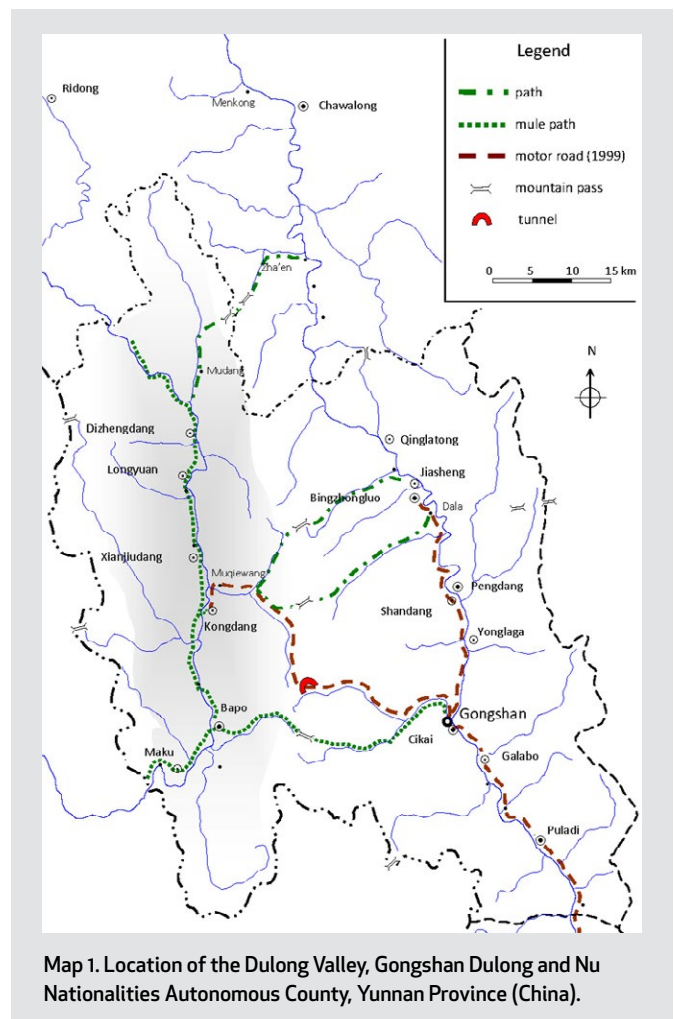 Legend
path
mule path
motor road (1999)
mountain pass
tunnel
0 5 10 15 km
N
Ridong
Menkong
Chawalong
Zha'en
Mudang
Dizhengdang
Qinglatong
Longyuan
Jiasheng
Bingzhongluo
Dala
Xianjiudang
Muqiewang
Pengdang
Shandang
Kongdang
Yonglaga
Bapo
Gongshan
Cikai
Maku
Galabo
Puladi
Map 1. Location of the Dulong Valley, Gongshan Dulong and Nu
Nationalities Autonomous County, Yunnan Province (China).